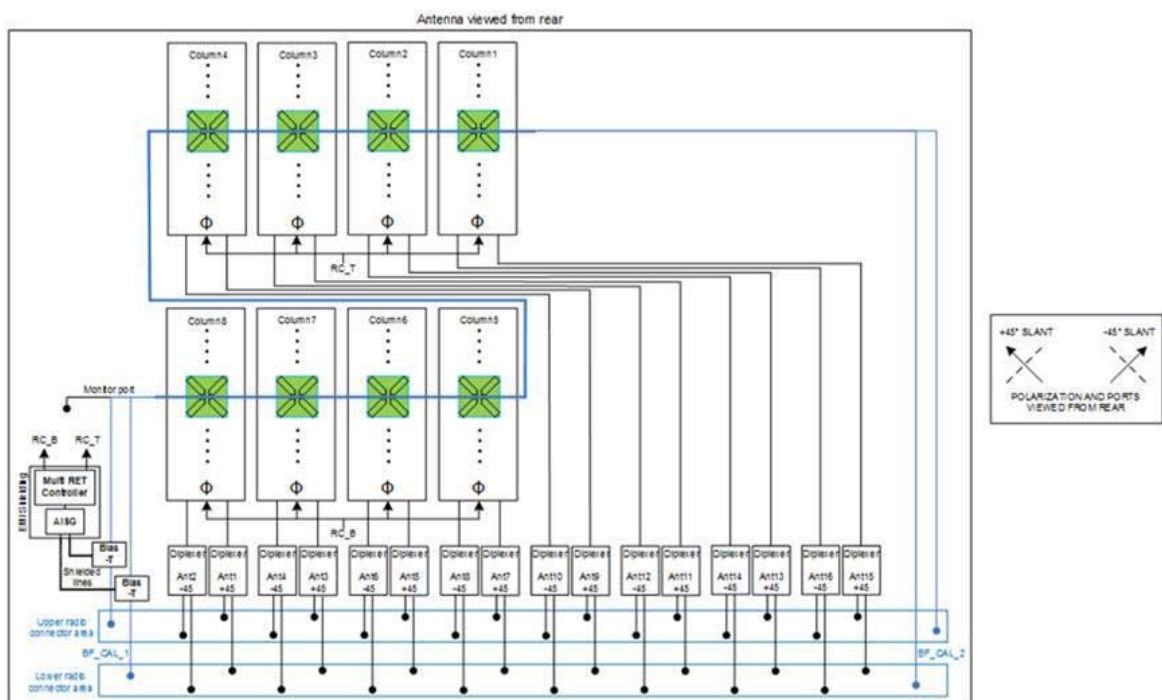 Antenna viewed from rear
Column4
Column3
Column2
Column1
Φ
Φ
Φ
Φ
RC_T
Column8
Column7
Column6
Column5
+45° SLANT
-45° SLANT
POLARIZATION AND PORTS
VIEWED FROM REAR
Monitor port
RC_B
RC_T
EMI Shielding
Multi RET
Controller
AISG
Φ
Φ
Φ
Φ
RC_B
Bias
-T
Shielded
lines
Bias
-T
Diplexer
Ant2
-45
Diplexer
Ant1
+45
Diplexer
Ant4
-45
Diplexer
Ant3
+45
Diplexer
Ant6
-45
Diplexer
Ant5
+45
Diplexer
Ant8
-45
Diplexer
Ant7
+45
Diplexer
Ant10
-45
Diplexer
Ant9
+45
Diplexer
Ant12
-45
Diplexer
Ant11
+45
Diplexer
Ant14
-45
Diplexer
Ant13
+45
Diplexer
Ant16
-45
Diplexer
Ant15
+45
Upper radio
connector area
BF_CAL_1
BF_CAL_2
Lower radio
connector area